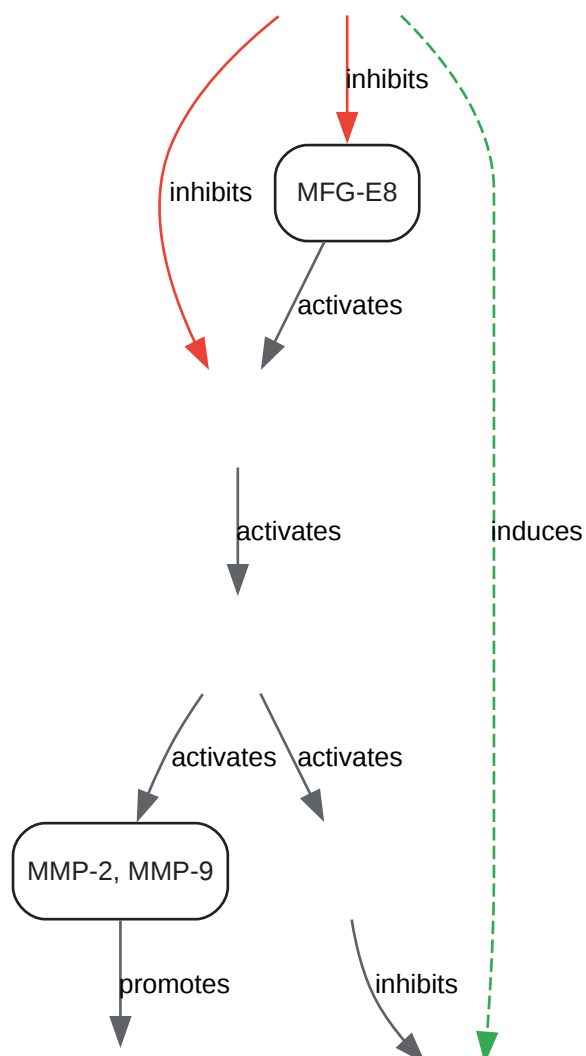 inhibits
inhibits
MFG-E8
activates
activates
induces
activates
activates
MMP-2, MMP-9
promotes
inhibits